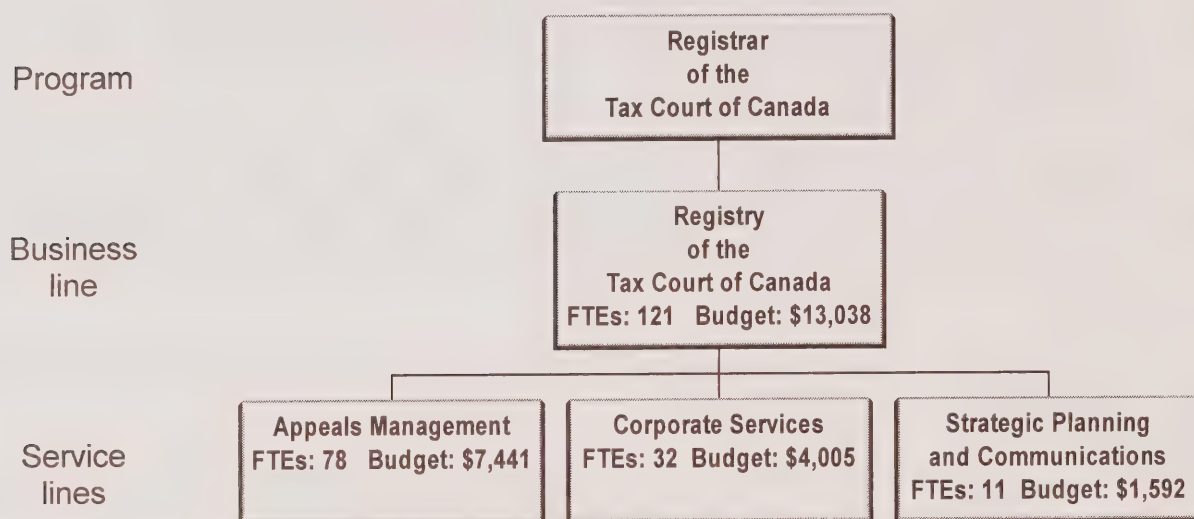 Program
Registrar
of the
Tax Court of Canada
Business
line
Registry
of the
Tax Court of Canada
FTEs: 121 Budget: $13,038
Service
lines
Appeals Management
FTEs: 78 Budget: $7,441
Corporate Services
FTEs: 32 Budget: $4,005
Strategic Planning
and Communications
FTEs: 11 Budget: $1,592